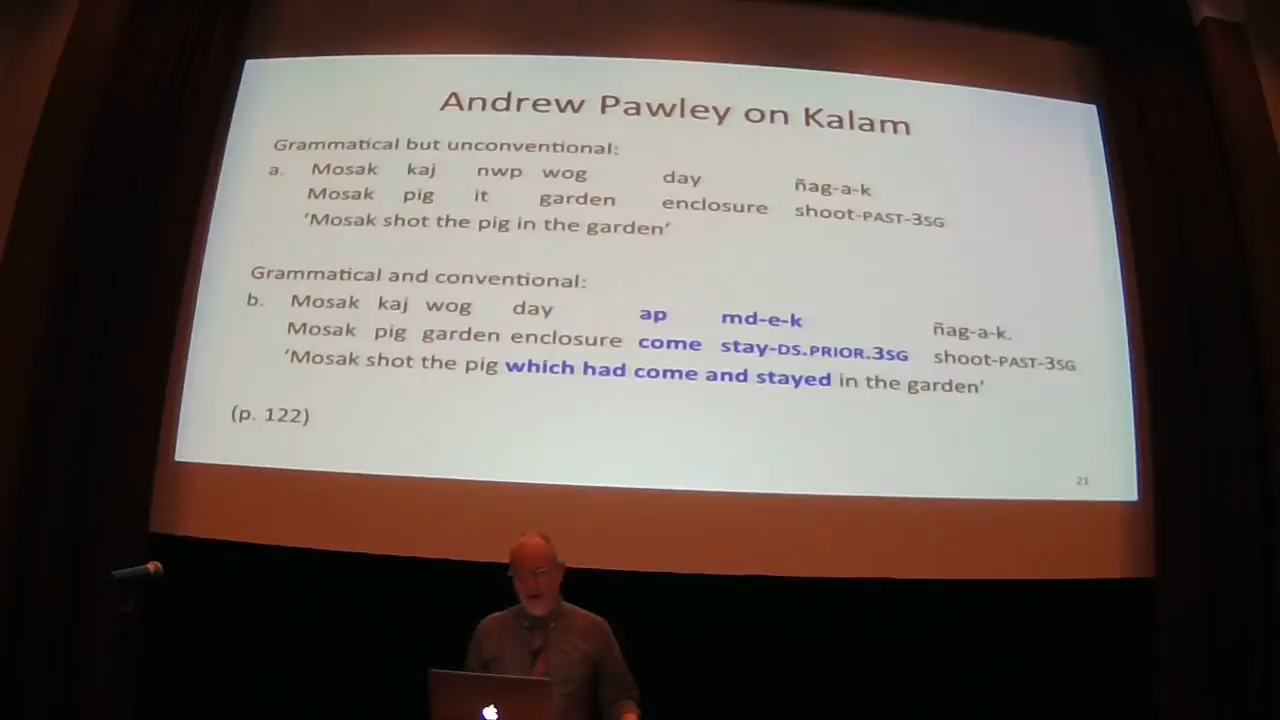 Andrew Pawley on Kalam
Grammatical but unconventional:
a. Mosak kaj nwp wog day ñag-a-k
Mosak pig it garden enclosure shoot-PAST-3SG
‘Mosak shot the pig in the garden’
Grammatical and conventional:
b. Mosak kaj wog day ap md-e-k ñag-a-k.
Mosak pig garden enclosure come stay-DS.PRIOR.3SG shoot-PAST-3SG
‘Mosak shot the pig which had come and stayed in the garden’
(p. 122)
21